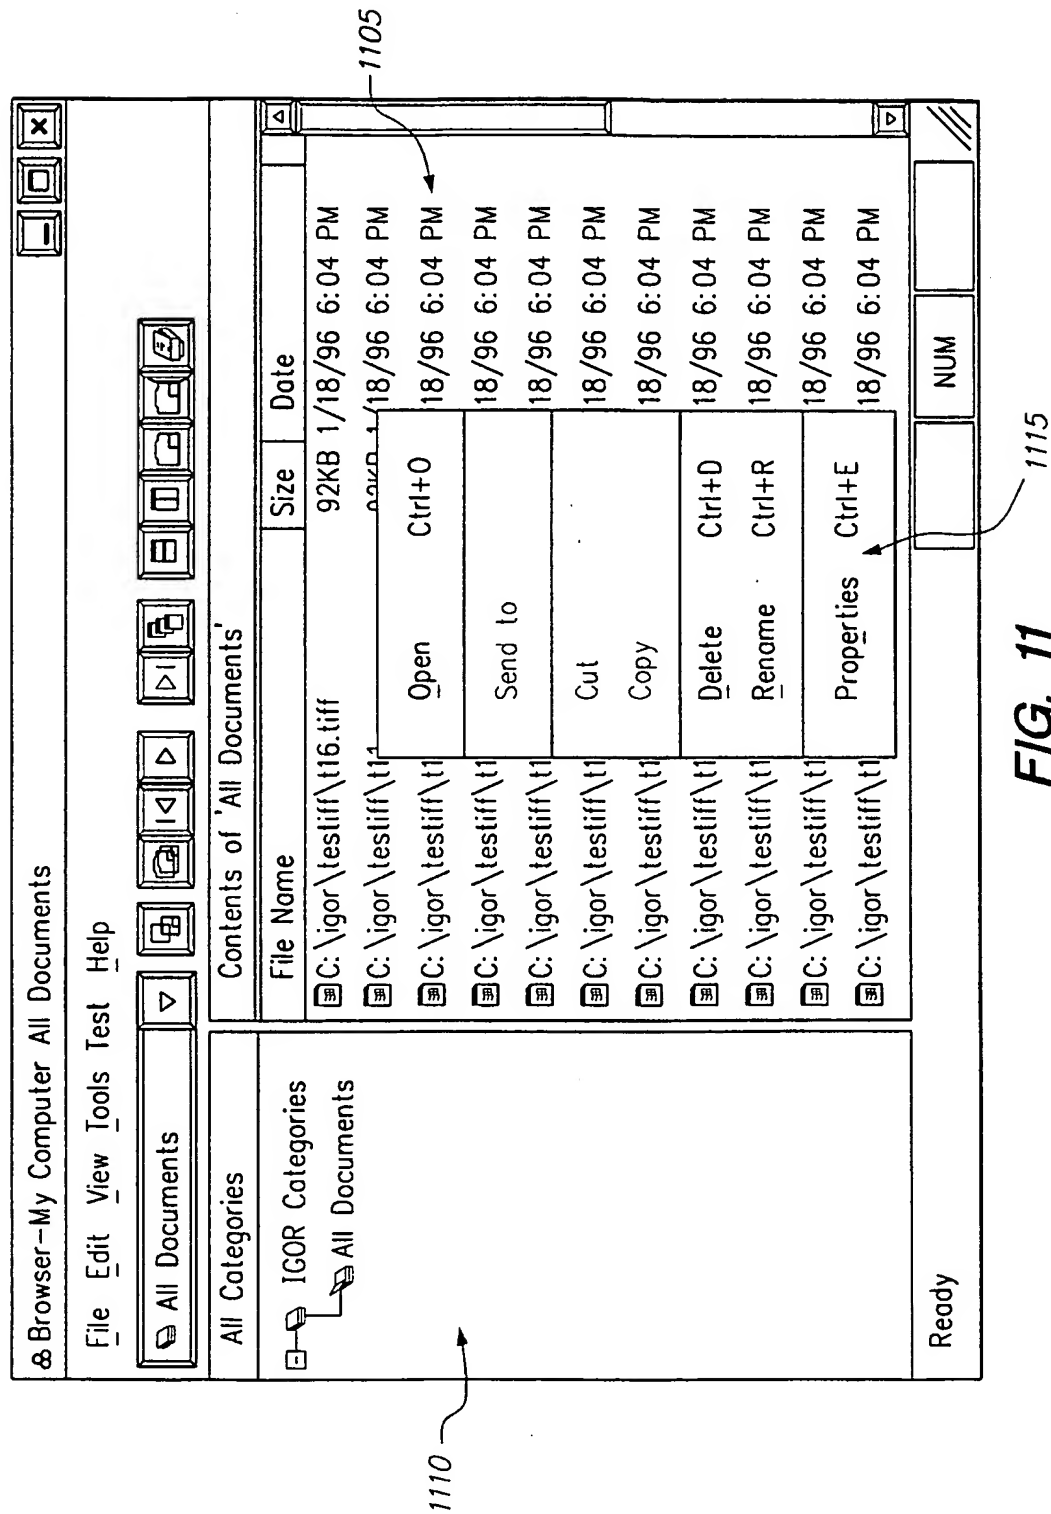 Browser-My Computer All Documents
File Edit View Tools Test Help
All Documents
All Categories
Contents of 'All Documents'
File Name Size Date
IGOR Categories
All Documents
C:\igor\testiff\t16.tiff 92KB 1/18/96 6:04 PM
C:\igor\testiff\t11 92KB 1/18/96 6:04 PM
C:\igor\testiff\t1 18/96 6:04 PM
C:\igor\testiff\t1 18/96 6:04 PM
C:\igor\testiff\t1 18/96 6:04 PM
C:\igor\testiff\t1 18/96 6:04 PM
C:\igor\testiff\t1 18/96 6:04 PM
C:\igor\testiff\t1 18/96 6:04 PM
C:\igor\testiff\t1 18/96 6:04 PM
C:\igor\testiff\t1 18/96 6:04 PM
C:\igor\testiff\t1 18/96 6:04 PM
Open Ctrl+O
Send to
Cut
Copy
Delete Ctrl+D
Rename Ctrl+R
Properties Ctrl+E
Ready
NUM
1105
1110
1115
FIG. 11